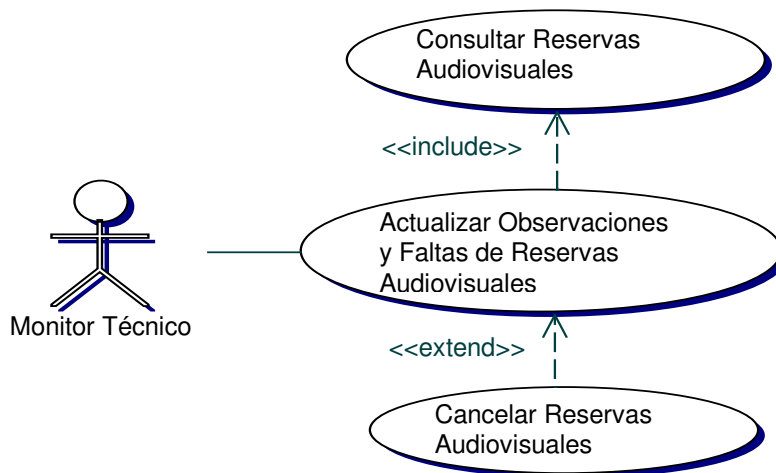 Consultar Reservas
Audiovisuales
<<include>>
Actualizar Observaciones
y Faltas de Reservas
Audiovisuales
Monitor Técnico
<<extend>>
Cancelar Reservas
Audiovisuales